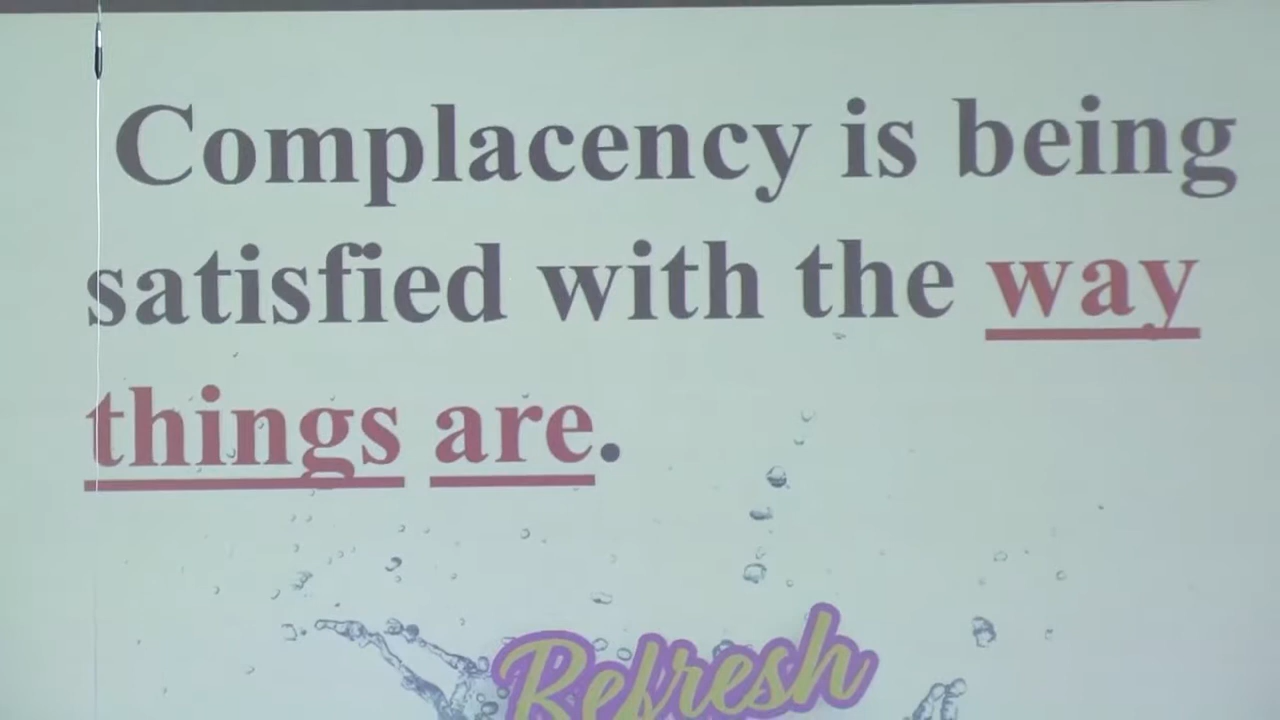 Complacency is being
satisfied with the way
things are.
Refresh